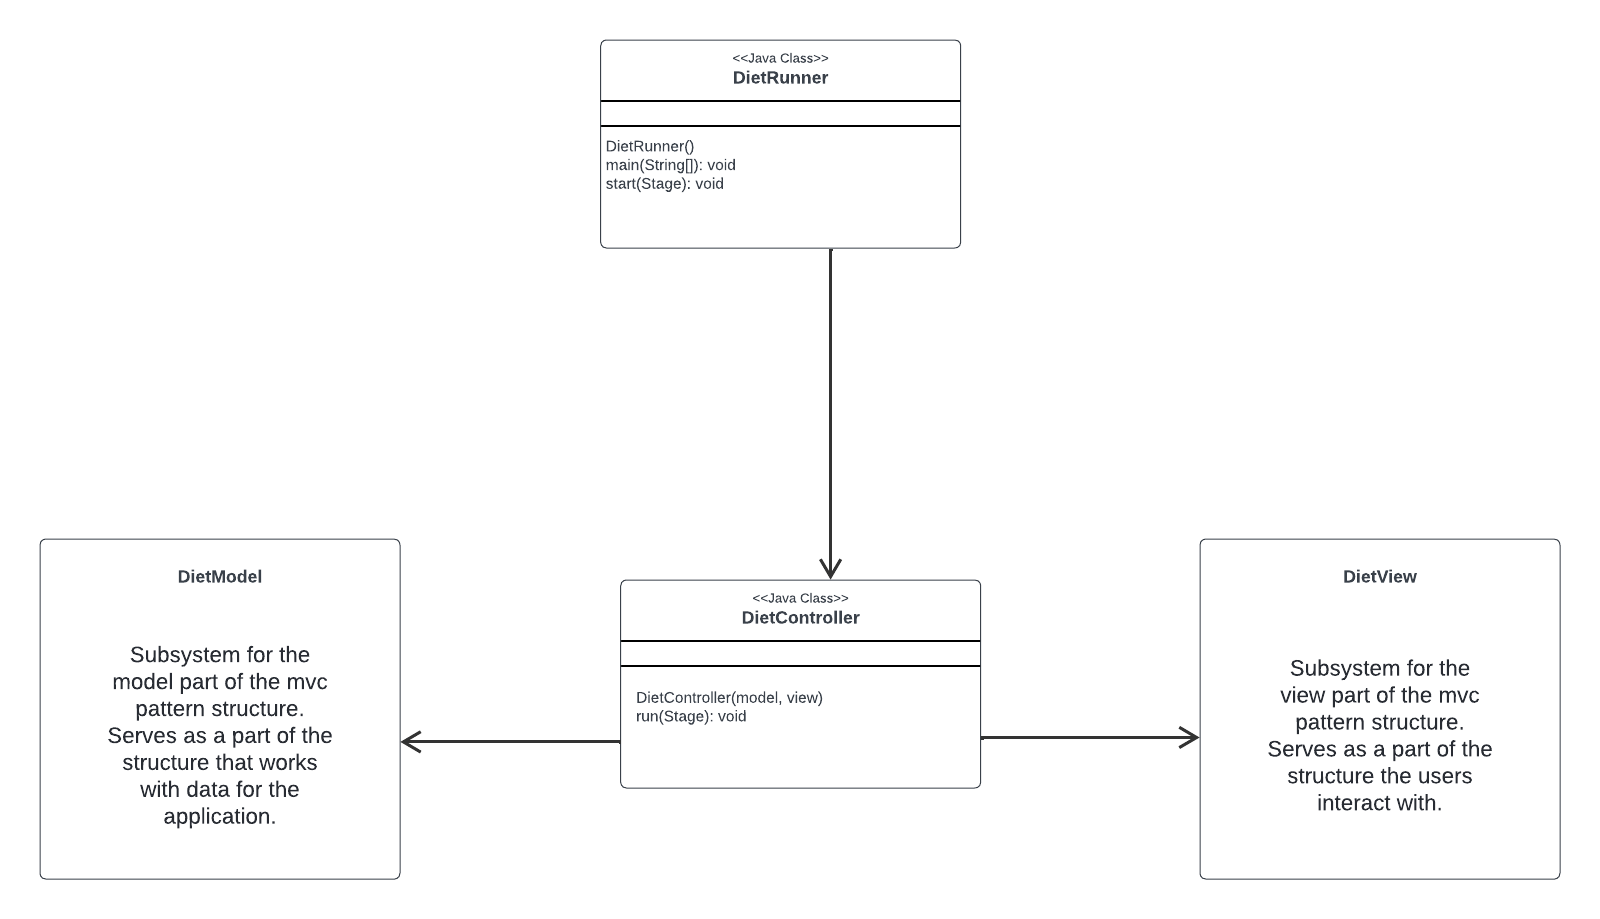 <<Java Class>>
DietRunner
DietRunner()
main(String[]): void
start(Stage): void
DietModel
Subsystem for the
model part of the mvc
pattern structure.
Serves as a part of the
structure that works
with data for the
application.
<<Java Class>>
DietController
DietController(model, view)
run(Stage): void
DietView
Subsystem for the
view part of the mvc
pattern structure.
Serves as a part of the
structure the users
interact with.